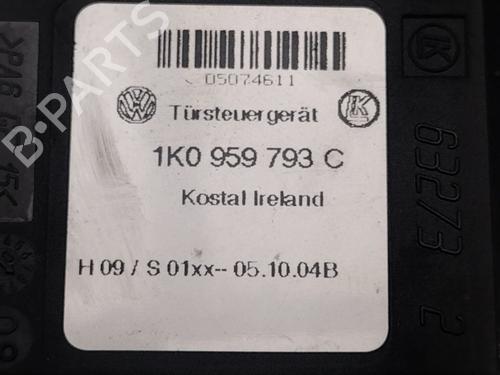 05074611
Türsteuergerät
1K0 959 793 C
Kostal Ireland
H 09 / S 01xx-- 05.10.04B
63273 2
B-PARTS